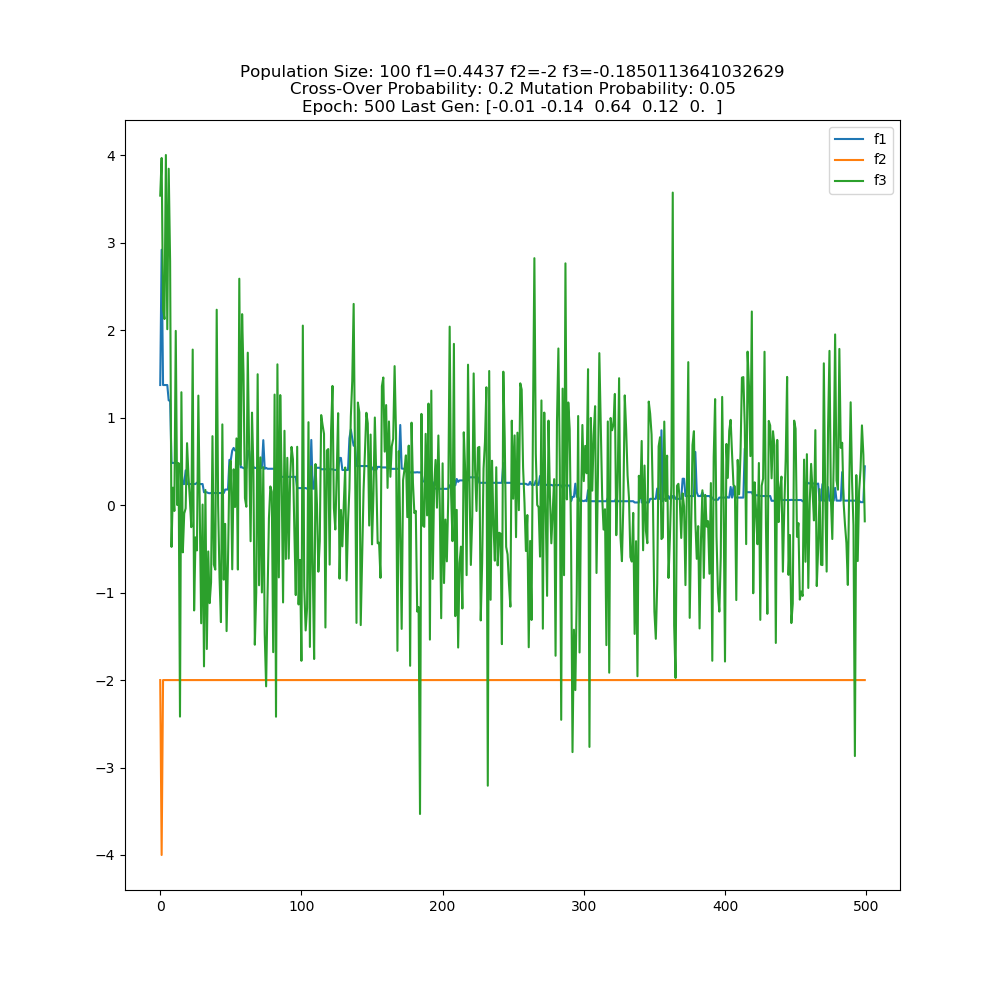 Population Size: 100 f1=0.4437 f2=-2 f3=-0.1850113641032629
Cross-Over Probability: 0.2 Mutation Probability: 0.05
Epoch: 500 Last Gen: [-0.01 -0.14  0.64  0.12  0.  ]
f1
f2
f3
4
3
2
1
0
−1
−2
−3
−4
0
100
200
300
400
500